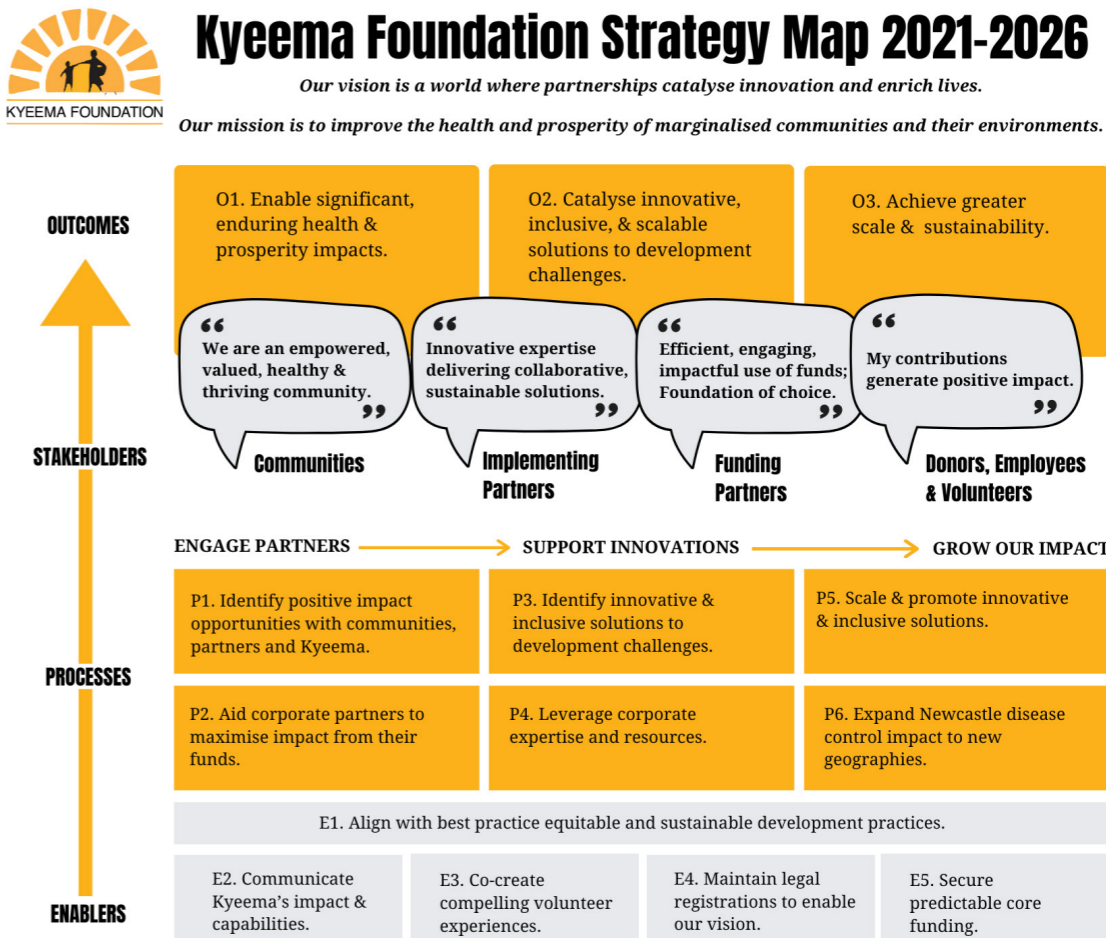 Kyeema Foundation Strategy Map 2021-2026
KYEEMA FOUNDATION
Our vision is a world where partnerships catalyse innovation and enrich lives.
Our mission is to improve the health and prosperity of marginalised communities and their environments.
OUTCOMES
O1. Enable significant,
enduring health &
prosperity impacts.
O2. Catalyse innovative,
inclusive, & scalable
solutions to development
challenges.
O3. Achieve greater
scale & sustainability.
STAKEHOLDERS
“
We are an empowered,
valued, healthy &
thriving community.
”
Communities
“
Innovative expertise
delivering collaborative,
sustainable solutions.
”
Implementing
Partners
“
Efficient, engaging,
impactful use of funds;
Foundation of choice.
”
Funding
Partners
“
My contributions
generate positive impact.
”
Donors, Employees
& Volunteers
ENGAGE PARTNERS
SUPPORT INNOVATIONS
GROW OUR IMPACT
PROCESSES
P1. Identify positive impact
opportunities with communities,
partners and Kyeema.
P3. Identify innovative &
inclusive solutions to
development challenges.
P5. Scale & promote innovative
& inclusive solutions.
P2. Aid corporate partners to
maximise impact from their
funds.
P4. Leverage corporate
expertise and resources.
P6. Expand Newcastle disease
control impact to new
geographies.
ENABLERS
E1. Align with best practice equitable and sustainable development practices.
E2. Communicate
Kyeema’s impact &
capabilities.
E3. Co-create
compelling volunteer
experiences.
E4. Maintain legal
registrations to enable
our vision.
E5. Secure
predictable core
funding.